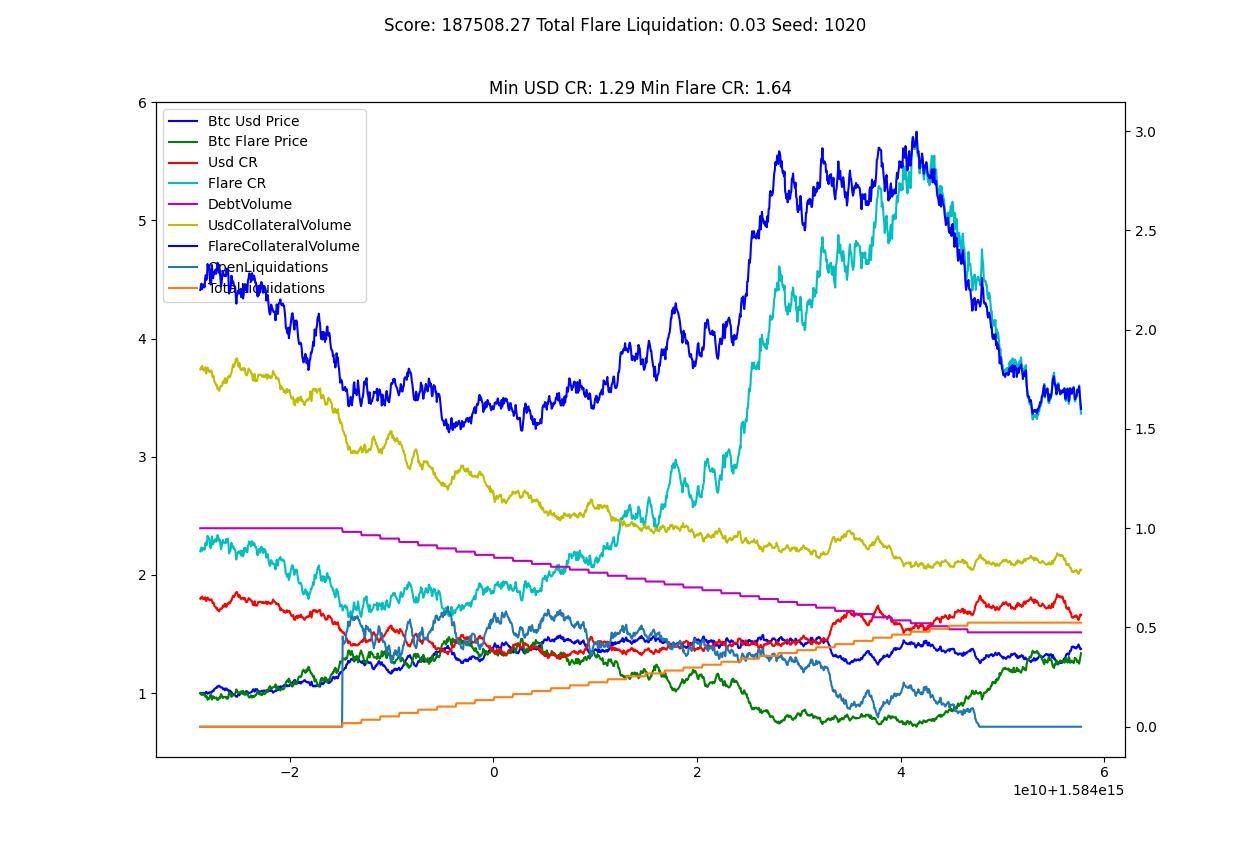 Score: 187508.27 Total Flare Liquidation: 0.03 Seed: 1020
Min USD CR: 1.29 Min Flare CR: 1.64
Btc Usd Price
Btc Flare Price
Usd CR
Flare CR
DebtVolume
UsdCollateralVolume
FlareCollateralVolume
OpenLiquidations
TotalLiquidations
6
5
4
3
2
1
3.0
2.5
2.0
1.5
1.0
0.5
0.0
−2 0 2 4 6
1e10+1.584e15